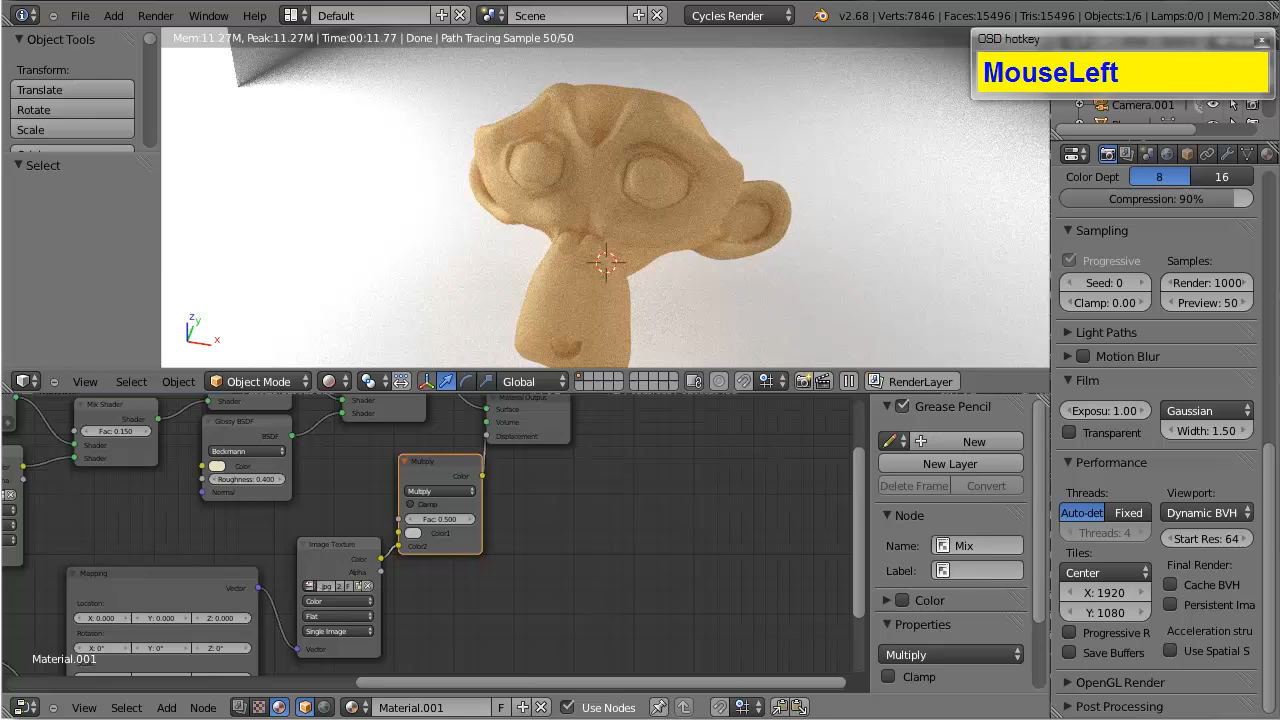 File Add Render Window Help Default Scene Cycles Render v2.68 | Verts:7846 | Faces:15496 | Tris:15496 | Objects:1/6 | Lamps:0/0 | Mem:20.38M
Mem:11.27M, Peak:11.27M | Time:00:11.77 | Done | Path Tracing Sample 50/50
OSD hotkey
MouseLeft
Object Tools
Transform:
Translate
Rotate
Scale
Select
z
y
x
Camera.001
Color Dept 8 16
Compression: 90%
Sampling
Progressive Samples:
Seed: 0 Render: 1000
Clamp: 0.00 Preview: 50
Light Paths
Motion Blur
Film
Exposu: 1.00 Gaussian
Transparent Width: 1.50
Performance
Threads: Viewport:
Auto-det Fixed Dynamic BVH
Threads: 4 Start Res: 64
Tiles: Final Render:
Center Cache BVH
X: 1920 Persistent Ima
Y: 1080
Progressive R Acceleration stru
Save Buffers Use Spatial S
OpenGL Render
Post Processing
View Select Object Object Mode Global RenderLayer
Mix Shader
Shader
Fac: 0.150
Shader
Shader
Shader
Glossy BSDF
BSDF
Beckmann
Color
Roughness: 0.400
Normal
Shader
Shader
Material Output
Surface
Volume
Displacement
Multiply
Color
Multiply
Clamp
Fac: 0.500
Color1
Color2
Image Texture
Color
Alpha
.jpg 2 F
Color
Flat
Single Image
Vector
Mapping
Vector
Location:
X: 0.000 Y: 0.000 Z: 0.000
Rotation:
X: 0° Y: 0° Z: 0°
Material.001
Grease Pencil
New
New Layer
Delete Frame Convert
Node
Name: Mix
Label:
Color
Properties
Multiply
Clamp
View Select Add Node Material.001 F Use Nodes